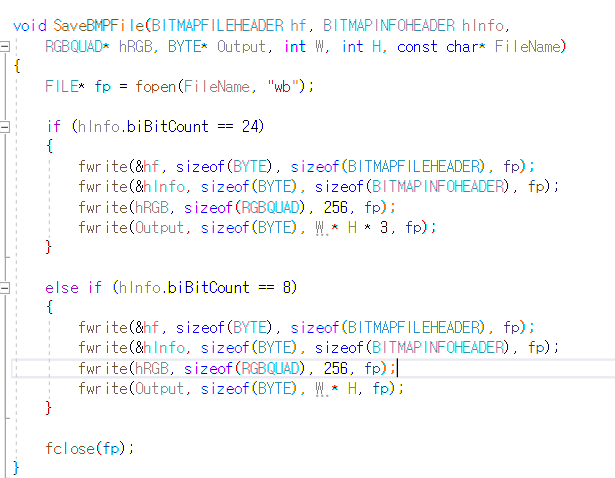 void SaveBMPFile(BITMAPFILEHEADER hf, BITMAPINFOHEADER hInfo,
RGBQUAD* hRGB, BYTE* Output, int W, int H, const char* FileName)
{
FILE* fp = fopen(FileName, "wb");
if (hInfo.biBitCount == 24)
{
fwrite(&hf, sizeof(BYTE), sizeof(BITMAPFILEHEADER), fp);
fwrite(&hInfo, sizeof(BYTE), sizeof(BITMAPINFOHEADER), fp);
fwrite(hRGB, sizeof(RGBQUAD), 256, fp);
fwrite(Output, sizeof(BYTE), W * H * 3, fp);
}
else if (hInfo.biBitCount == 8)
{
fwrite(&hf, sizeof(BYTE), sizeof(BITMAPFILEHEADER), fp);
fwrite(&hInfo, sizeof(BYTE), sizeof(BITMAPINFOHEADER), fp);
fwrite(hRGB, sizeof(RGBQUAD), 256, fp);
fwrite(Output, sizeof(BYTE), W * H, fp);
}
fclose(fp);
}